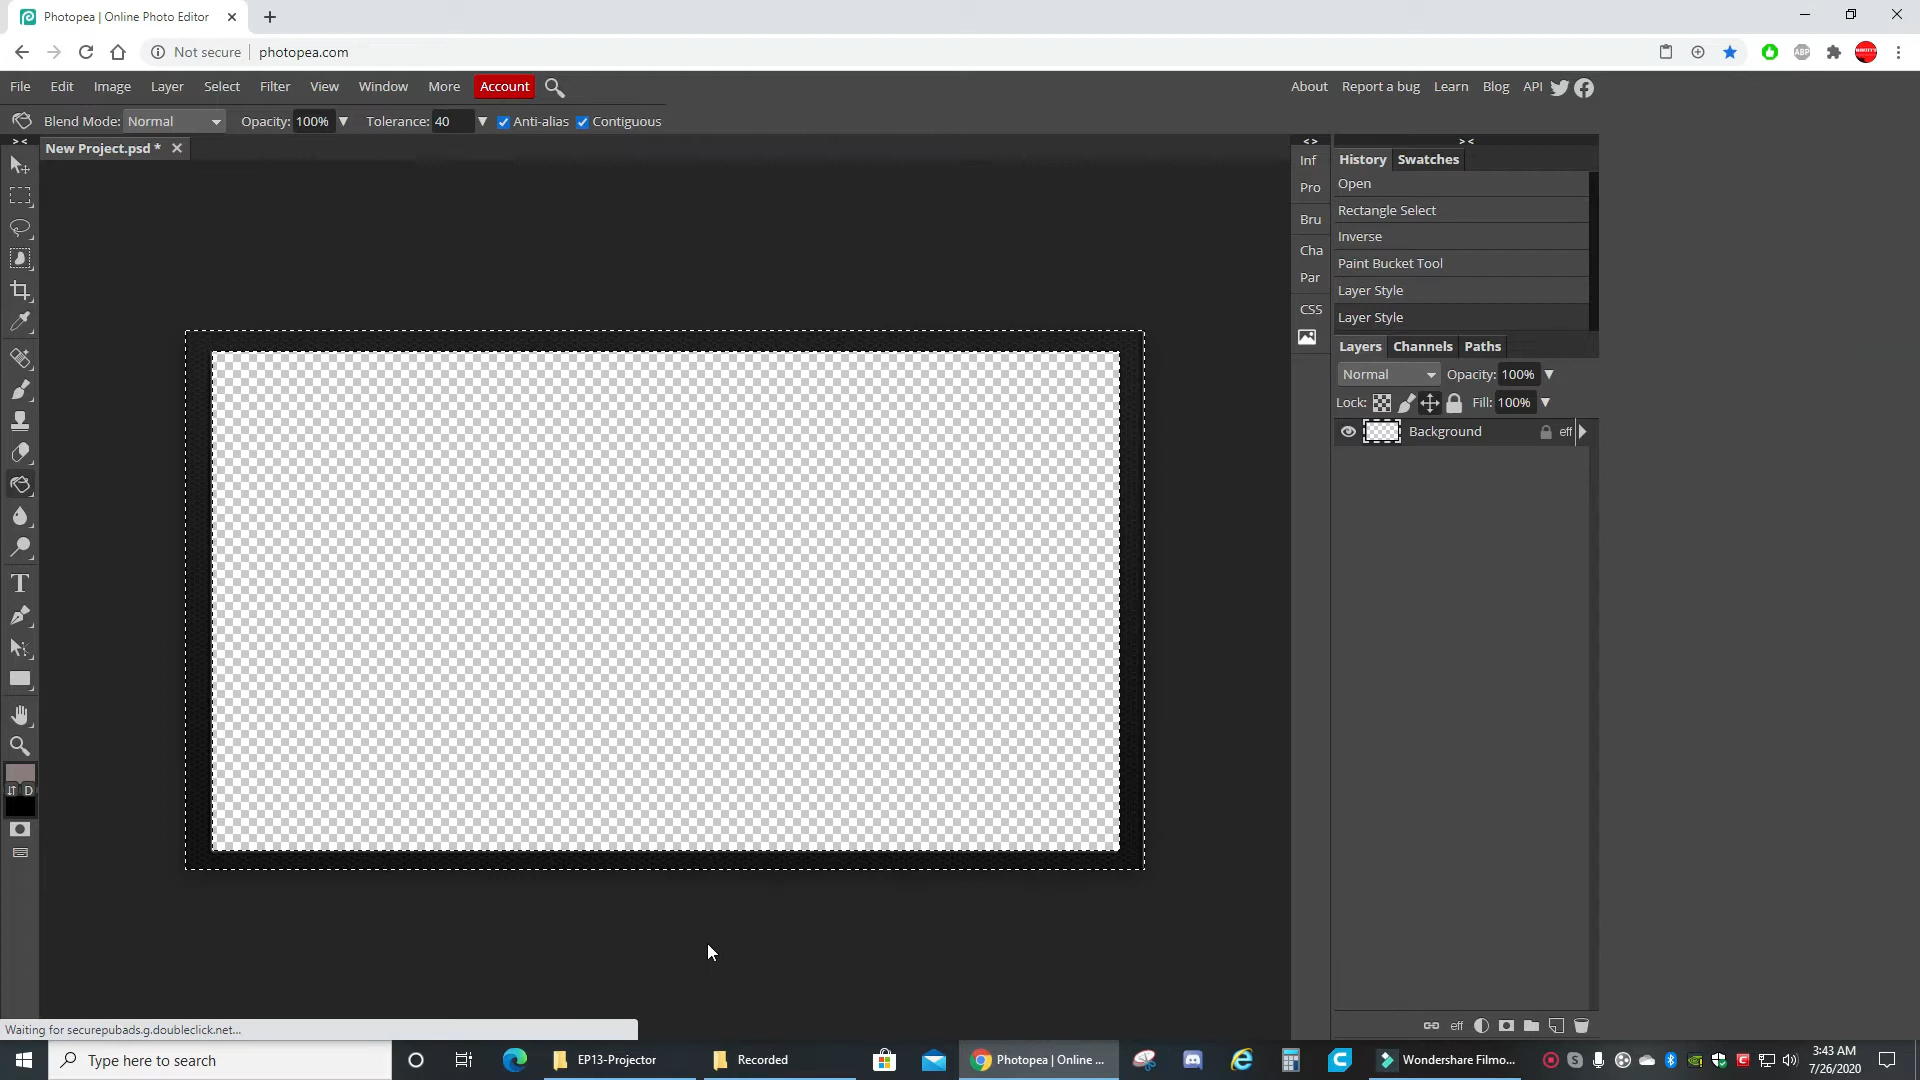 Photopea | Online Photo Editor
Not secure photopea.com
ABP
File Edit Image Layer Select Filter View Window More Account
About Report a bug Learn Blog API
Blend Mode: Normal Opacity: 100% Tolerance: 40 Anti-alias Contiguous
New Project.psd *
Inf
Pro
Bru
Cha
Par
CSS
History Swatches
Open
Rectangle Select
Inverse
Paint Bucket Tool
Layer Style
Layer Style
Layers Channels Paths
Normal Opacity: 100%
Lock: Fill: 100%
Background eff
T
D
eff
Waiting for securepubads.g.doubleclick.net...
Type here to search
EP13-Projector
Recorded
Photopea | Online ...
Wondershare Filmo...
3:43 AM
7/26/2020